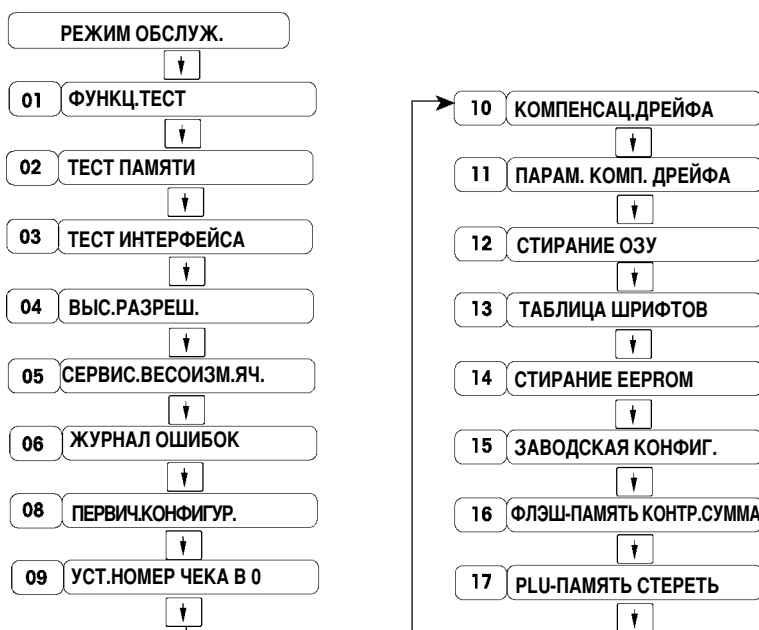 РЕЖИМ ОБСЛУЖ.
01 ФУНКЦ.ТЕСТ
02 ТЕСТ ПАМЯТИ
03 ТЕСТ ИНТЕРФЕЙСА
04 ВЫС.РАЗРЕШ.
05 СЕРВИС.ВЕСОИЗМ.ЯЧ.
06 ЖУРНАЛ ОШИБОК
08 ПЕРВИЧ.КОНФИГУР.
09 УСТ.НОМЕР ЧЕКА В 0
10 КОМПЕНСАЦ.ДРЕЙФА
11 ПАРАМ. КОМП. ДРЕЙФА
12 СТИРАНИЕ ОЗУ
13 ТАБЛИЦА ШРИФТОВ
14 СТИРАНИЕ EEPROM
15 ЗАВОДСКАЯ КОНФИГ.
16 ФЛЭШ-ПАМЯТЬ КОНТР.СУММА
17 PLU-ПАМЯТЬ СТЕРЕТЬ